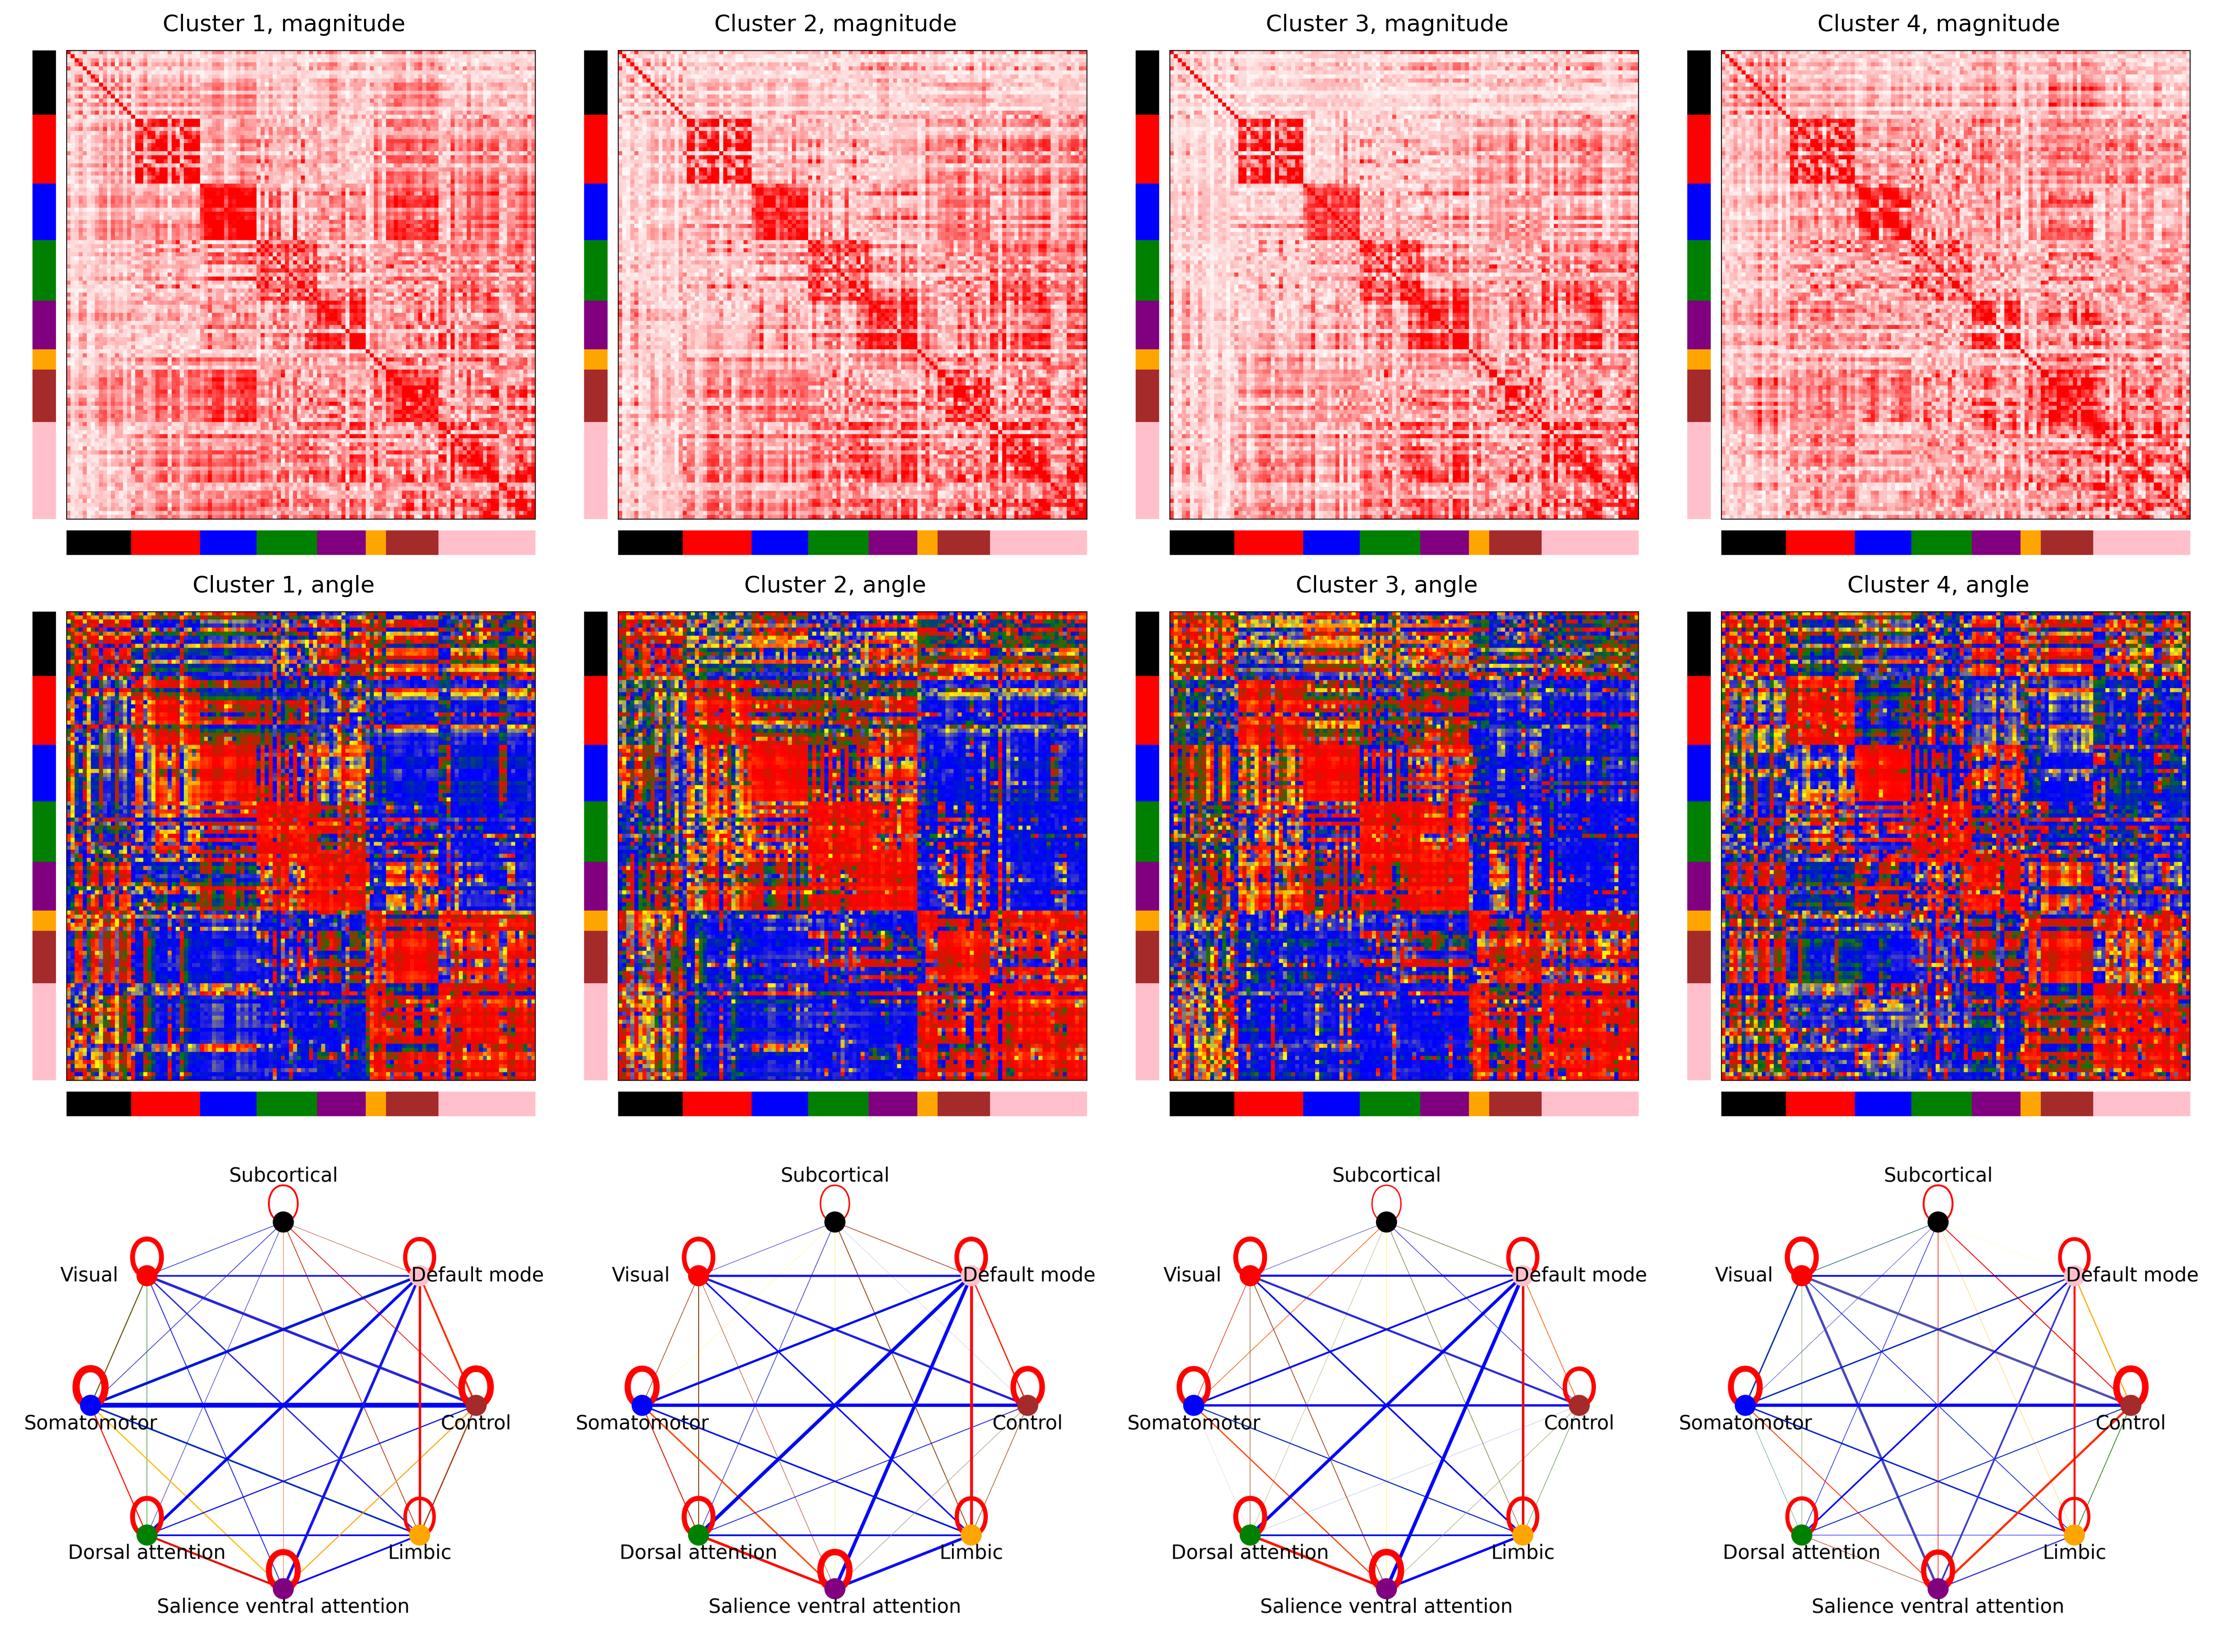 Cluster 1, magnitude
Cluster 2, magnitude
Cluster 3, magnitude
Cluster 4, magnitude
Cluster 1, angle
Cluster 2, angle
Cluster 3, angle
Cluster 4, angle
Subcortical
Visual
Default mode
Somatomotor
Control
Dorsal attention
Limbic
Salience ventral attention
Subcortical
Visual
Default mode
Somatomotor
Control
Dorsal attention
Limbic
Salience ventral attention
Subcortical
Visual
Default mode
Somatomotor
Control
Dorsal attention
Limbic
Salience ventral attention
Subcortical
Visual
Default mode
Somatomotor
Control
Dorsal attention
Limbic
Salience ventral attention